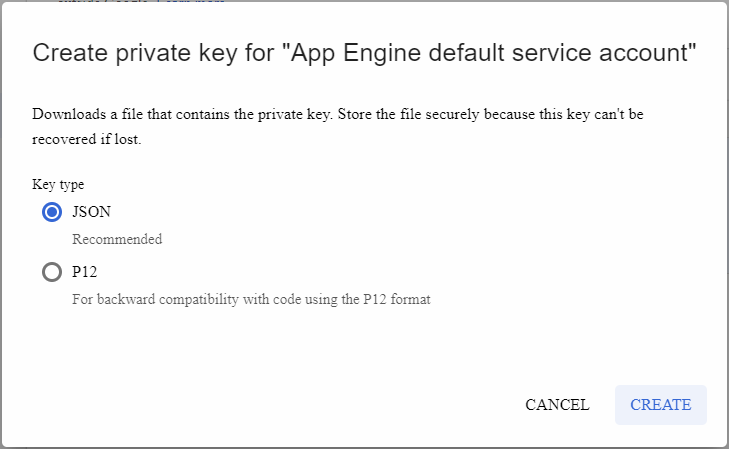 Create private key for "App Engine default service account"
Downloads a file that contains the private key. Store the file securely because this key can't be
recovered if lost.
Key type
JSON
Recommended
P12
For backward compatibility with code using the P12 format
CANCEL
CREATE